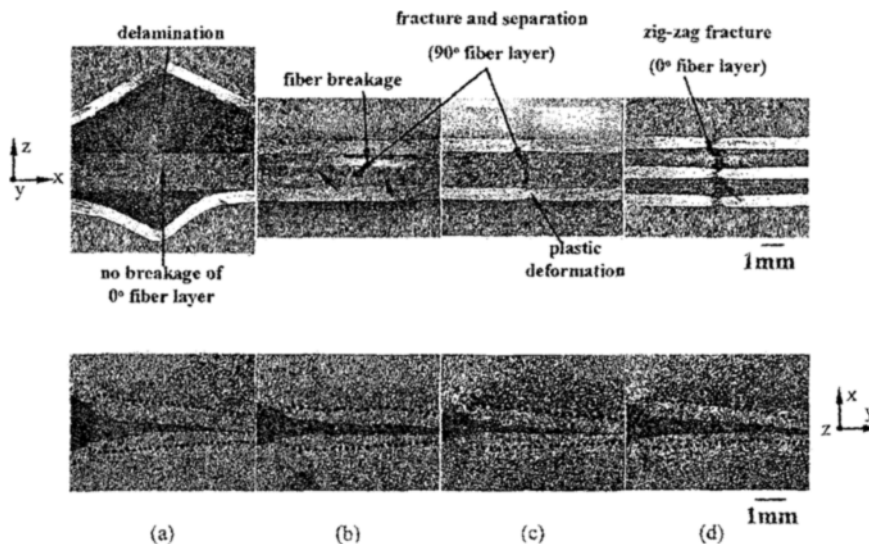 delamination
fracture and separation
(90° fiber layer)
zig-zag fracture
(0° fiber layer)
fiber breakage
z
y
x
no breakage of
0° fiber layer
plastic
deformation
1mm
x
z
y
1mm
(a)
(b)
(c)
(d)